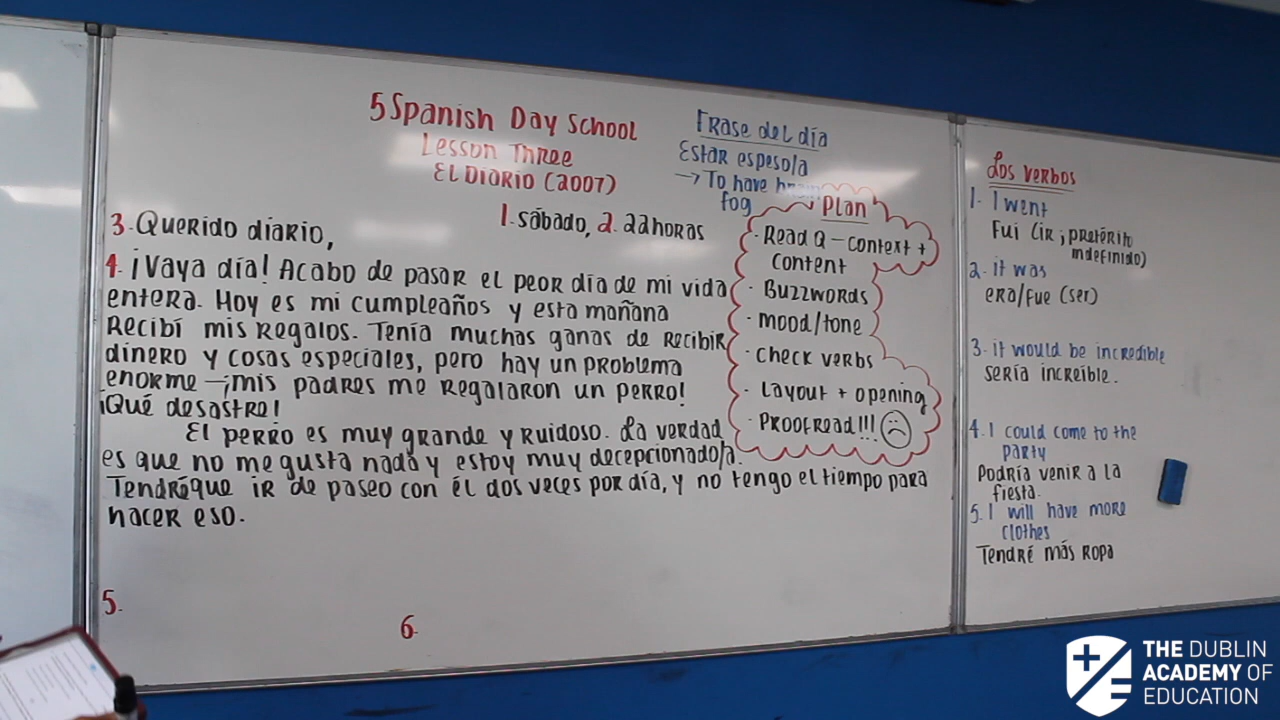 5 Spanish Day School
Lesson Three
El Diario (2007)
Frase del día
Estar espeso/a
→ To have brain
fog
1. sábado, 2. 22 horas
3. Querido diario,
4. ¡Vaya día! Acabo de pasar el peor día de mi vida
entera. Hoy es mi cumpleaños y esta mañana
recibí mis regalos. Tenía muchas ganas de recibir
dinero y cosas especiales, pero hay un problema
enorme – ¡mis padres me regalaron un perro!
¡Qué desastre!
El perro es muy grande y ruidoso. La verdad
es que no me gusta nada y estoy muy decepcionado/a.
Tendré que ir de paseo con él dos veces por día, y no tengo el tiempo para
hacer eso.
5.
6.
Plan
· Read Q – context +
content
· Buzzwords
· mood/tone
· check verbs
· Layout + opening
· Proofread!!!
Los verbos
1. I went
Fui (ir, pretérito
indefinido)
2. it was
era/fue (ser)
3. it would be incredible
sería increíble.
4. I could come to the
party
Podría venir a la
fiesta.
5. I will have more
clothes
Tendré más ropa
THE DUBLIN
ACADEMY OF
EDUCATION